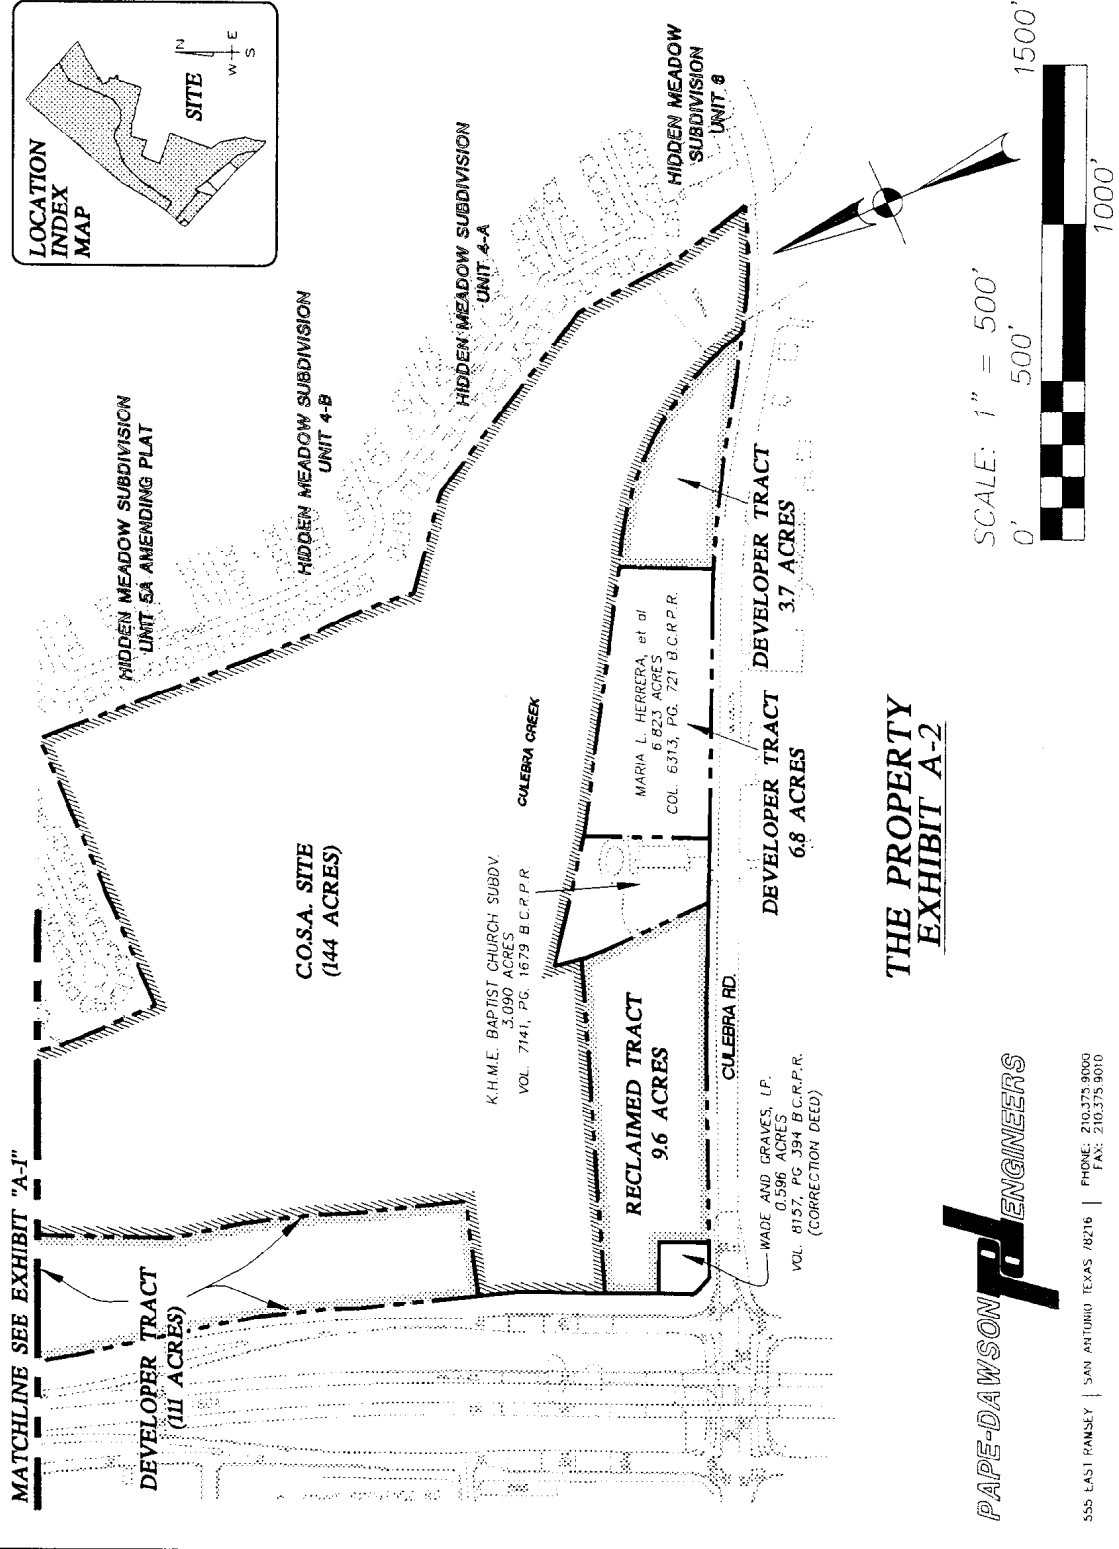 LOCATION
INDEX
MAP
SITE
N
W E
S
MATCHLINE SEE EXHIBIT "A-1"
HIDDEN MEADOW SUBDIVISION
UNIT 5A AMENDING PLAT
HIDDEN MEADOW SUBDIVISION
UNIT 4-B
HIDDEN MEADOW SUBDIVISION
UNIT 4-A
HIDDEN MEADOW
SUBDIVISION
UNIT 6
DEVELOPER TRACT
(111 ACRES)
C.O.S.A. SITE
(144 ACRES)
CULEBRA CREEK
K.H.M.E. BAPTIST CHURCH SUBDV.
3.090 ACRES
VOL. 7141, PG. 1679 B.C.R.P.R.
MARIA L. HERRERA, et al
6.823 ACRES
COL. 6313, PG. 721 B.C.R.P.R.
RECLAIMED TRACT
9.6 ACRES
CULEBRA RD.
WADE AND GRAVES, LP.
0.596 ACRES
VOL. 8157, PG 394 B.C.R.P.R.
(CORRECTION DEED)
DEVELOPER TRACT
6.8 ACRES
DEVELOPER TRACT
3.7 ACRES
THE PROPERTY
EXHIBIT A-2
SCALE: 1" = 500'
0' 500' 1000' 1500'
PAPE-DAWSON ENGINEERS
555 EAST RAMSEY | SAN ANTONIO TEXAS 78216 | PHONE: 210.375.9000
FAX: 210.375.9010